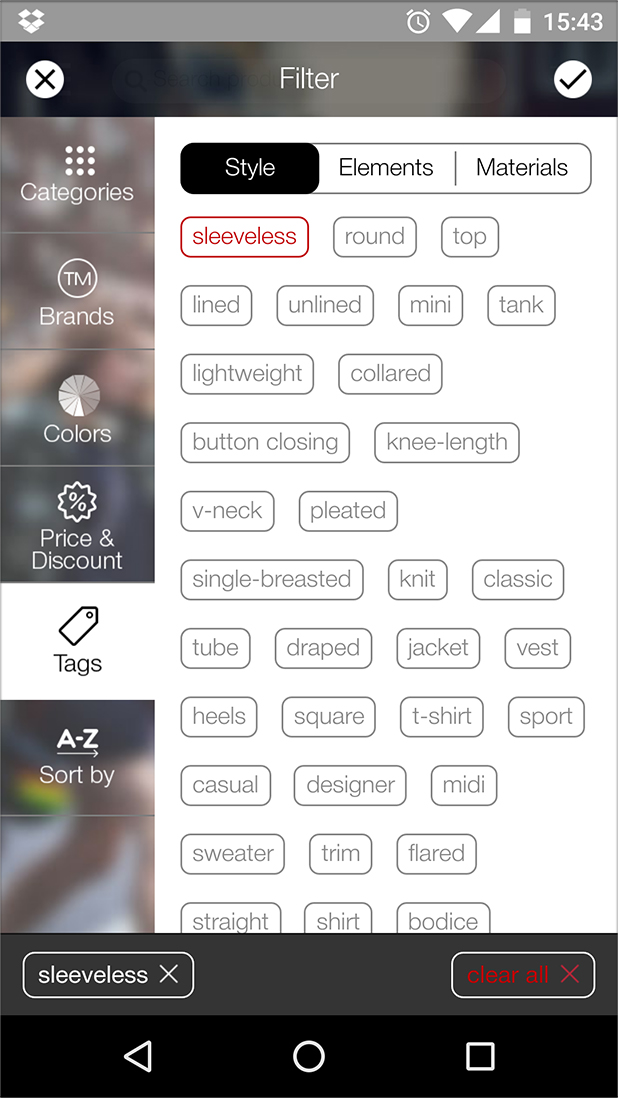 15:43
Search prod
Filter
Categories
TM
Brands
Colors
%
Price &
Discount
Tags
A-Z
Sort by
Style Elements Materials
sleeveless round top
lined unlined mini tank
lightweight collared
button closing knee-length
v-neck pleated
single-breasted knit classic
tube draped jacket vest
heels square t-shirt sport
casual designer midi
sweater trim flared
straight shirt bodice
sleeveless
clear all